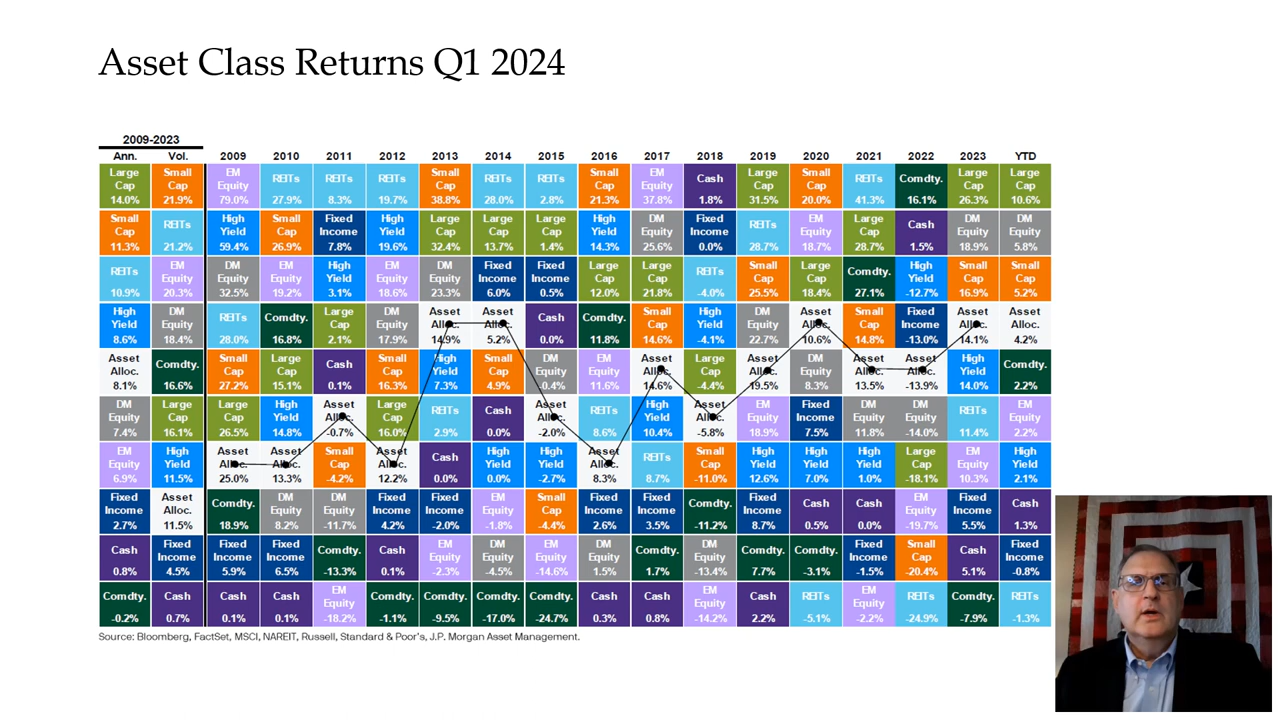 Asset Class Returns Q1 2024
2009-2023
Ann. Vol. 2009 2010 2011 2012 2013 2014 2015 2016 2017 2018 2019 2020 2021 2022 2023 YTD
Large Small EM REITs REITs REITs Small REITs REITs Small EM Cash Large Small REITs Comdty. Large Large
Cap Cap Equity Cap Cap Equity Cap Cap Cap Cap
14.0% 21.9% 79.0% 27.9% 8.3% 19.7% 38.8% 28.0% 2.8% 21.3% 37.8% 1.8% 31.5% 20.0% 41.3% 16.1% 26.3% 10.6%
Small REITs High Small Fixed High Large Large Large High DM Fixed REITs EM Large Cash DM DM
Cap Yield Cap Income Yield Cap Cap Cap Yield Equity Income Equity Cap Equity Equity
11.3% 21.2% 59.4% 26.9% 7.8% 19.6% 32.4% 13.7% 1.4% 14.3% 25.6% 0.0% 28.7% 18.7% 28.7% 1.5% 18.9% 5.8%
REITs EM DM EM High EM DM Fixed Fixed Large Large REITs Small Large Comdty. High Small Small
Equity Equity Equity Yield Equity Equity Income Income Cap Cap Cap Cap Yield Cap Cap
10.9% 20.3% 32.5% 19.2% 3.1% 18.6% 23.3% 6.0% 0.5% 12.0% 21.8% -4.0% 25.5% 18.4% 27.1% -12.7% 16.9% 5.2%
High DM REITs Comdty. Large DM Asset Asset Cash Comdty. Small High DM Asset Small Fixed Asset Asset
Yield Equity Cap Equity Alloc. Alloc. Cap Yield Equity Alloc. Cap Income Alloc. Alloc.
8.6% 18.4% 28.0% 16.8% 2.1% 17.9% 14.9% 5.2% 0.0% 11.8% 14.6% -4.1% 22.7% 10.6% 14.8% -13.0% 14.1% 4.2%
Asset Comdty. Small Large Cash Small High Small DM EM Asset Large Asset DM Asset Asset High Comdty.
Alloc. Cap Cap Cap Yield Cap Equity Equity Alloc. Cap Alloc. Equity Alloc. Alloc. Yield
8.1% 16.6% 27.2% 15.1% 0.1% 16.3% 7.3% 4.9% -0.4% 11.6% 14.6% -4.4% 19.5% 8.3% 13.5% -13.9% 14.0% 2.2%
DM Large Large High Asset Large REITs Cash Asset REITs High Asset EM Fixed DM DM REITs EM
Equity Cap Cap Yield Alloc. Cap Alloc. Yield Alloc. Equity Income Equity Equity Equity
7.4% 16.1% 26.5% 14.8% -0.7% 16.0% 2.9% 0.0% -2.0% 8.6% 10.4% -5.8% 18.9% 7.5% 11.8% -14.0% 11.4% 2.2%
EM High Asset Asset Small Asset Cash High High Asset REITs Small High High High Large EM High
Equity Yield Alloc. Alloc. Cap Alloc. Yield Yield Alloc. Cap Yield Yield Yield Cap Equity Yield
6.9% 11.5% 25.0% 13.3% -4.2% 12.2% 0.0% 0.0% -2.7% 8.3% 8.7% -11.0% 12.6% 7.0% 1.0% -18.1% 10.3% 2.1%
Fixed Asset Comdty. DM DM Fixed Fixed EM Small Fixed Fixed Comdty. Fixed Cash Cash EM Fixed Cash
Income Alloc. Equity Equity Income Income Equity Cap Income Income Income Equity Income
2.7% 11.5% 18.9% 8.2% -11.7% 4.2% -2.0% -1.8% -4.4% 2.6% 3.5% -11.2% 8.7% 0.5% 0.0% -19.7% 5.5% 1.3%
Cash Fixed Fixed Fixed Comdty. Cash EM DM EM DM Comdty. DM Comdty. Comdty. Fixed Small Cash Fixed
Income Income Income Equity Equity Equity Equity Equity Income Cap Income
0.8% 4.5% 5.9% 6.5% -13.3% 0.1% -2.3% -4.5% -14.6% 1.5% 1.7% -13.4% 7.7% -3.1% -1.5% -20.4% 5.1% -0.8%
Comdty. Cash Cash Cash EM Comdty. Comdty. Comdty. Comdty. Cash Cash EM Cash REITs EM REITs Comdty. REITs
Equity Equity Equity
-0.2% 0.7% 0.1% 0.1% -18.2% -1.1% -9.5% -17.0% -24.7% 0.3% 0.8% -14.2% 2.2% -5.1% -2.2% -24.9% -7.9% -1.3%
Source: Bloomberg, FactSet, MSCI, NAREIT, Russell, Standard & Poor's, J.P. Morgan Asset Management.